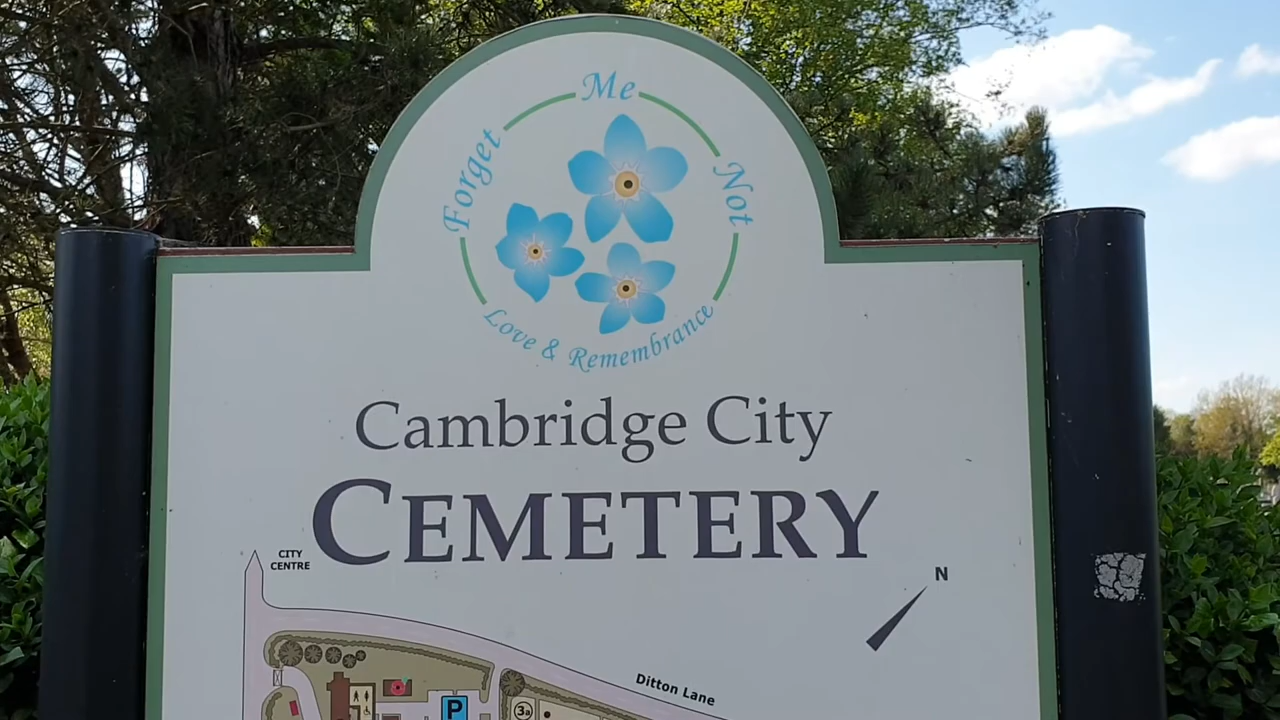 Forget Me Not
Love & Remembrance
Cambridge City
CEMETERY
CITY
CENTRE
N
Ditton Lane
P
3a